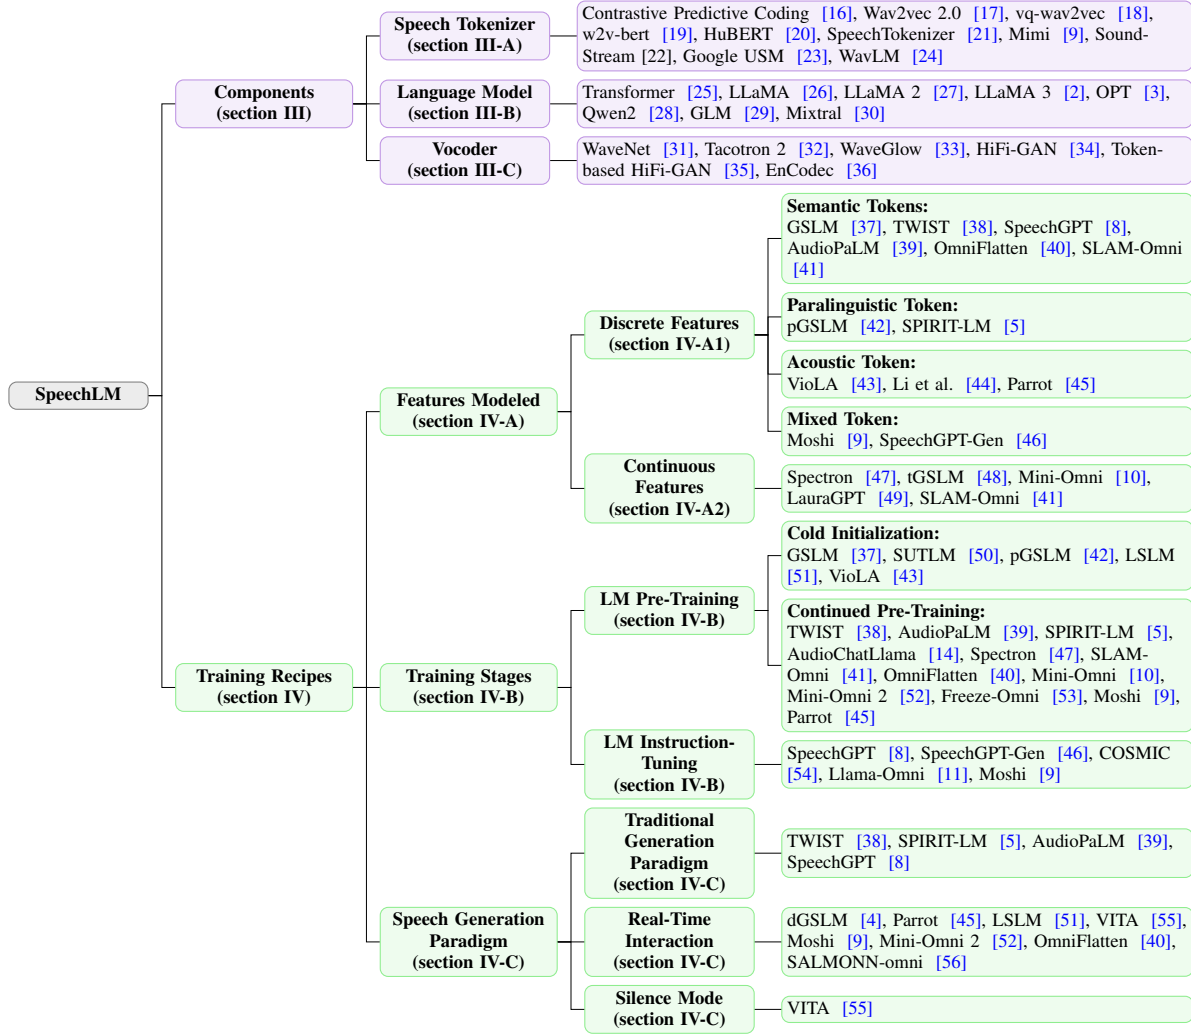 Speech Tokenizer
(section III-A)
Contrastive Predictive Coding [16], Wav2vec 2.0 [17], vq-wav2vec [18],
w2v-bert [19], HuBERT [20], SpeechTokenizer [21], Mimi [9], Sound-
Stream [22], Google USM [23], WavLM [24]
Components
(section III)
Language Model
(section III-B)
Transformer [25], LLaMA [26], LLaMA 2 [27], LLaMA 3 [2], OPT [3],
Qwen2 [28], GLM [29], Mixtral [30]
Vocoder
(section III-C)
WaveNet [31], Tacotron 2 [32], WaveGlow [33], HiFi-GAN [34], Token-
based HiFi-GAN [35], EnCodec [36]
SpeechLM
Training Recipes
(section IV)
Features Modeled
(section IV-A)
Discrete Features
(section IV-A1)
Semantic Tokens:
GSLM [37], TWIST [38], SpeechGPT [8],
AudioPaLM [39], OmniFlatten [40], SLAM-Omni
[41]
Paralinguistic Token:
pGSLM [42], SPIRIT-LM [5]
Acoustic Token:
VioLA [43], Li et al. [44], Parrot [45]
Mixed Token:
Moshi [9], SpeechGPT-Gen [46]
Continuous
Features
(section IV-A2)
Spectron [47], tGSLM [48], Mini-Omni [10],
LauraGPT [49], SLAM-Omni [41]
Training Stages
(section IV-B)
LM Pre-Training
(section IV-B)
Cold Initialization:
GSLM [37], SUTLM [50], pGSLM [42], LSLM
[51], VioLA [43]
Continued Pre-Training:
TWIST [38], AudioPaLM [39], SPIRIT-LM [5],
AudioChatLlama [14], Spectron [47], SLAM-
Omni [41], OmniFlatten [40], Mini-Omni [10],
Mini-Omni 2 [52], Freeze-Omni [53], Moshi [9],
Parrot [45]
LM Instruction-
Tuning
(section IV-B)
SpeechGPT [8], SpeechGPT-Gen [46], COSMIC
[54], Llama-Omni [11], Moshi [9]
Speech Generation
Paradigm
(section IV-C)
Traditional
Generation
Paradigm
(section IV-C)
TWIST [38], SPIRIT-LM [5], AudioPaLM [39],
SpeechGPT [8]
Real-Time
Interaction
(section IV-C)
dGSLM [4], Parrot [45], LSLM [51], VITA [55],
Moshi [9], Mini-Omni 2 [52], OmniFlatten [40],
SALMONN-omni [56]
Silence Mode
(section IV-C)
VITA [55]